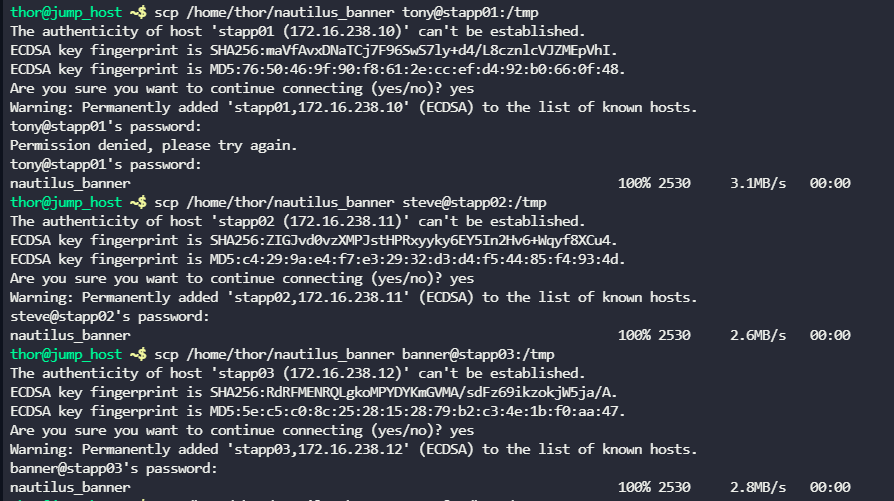 thor@jump_host ~$ scp /home/thor/nautilus_banner tony@stapp01:/tmp
The authenticity of host 'stapp01 (172.16.238.10)' can't be established.
ECDSA key fingerprint is SHA256:maVfAvxDNaTCj7F96SwS7ly+d4/L8cznlcVJZMEpVhI.
ECDSA key fingerprint is MD5:76:50:46:9f:90:f8:61:2e:cc:ef:d4:92:b0:66:0f:48.
Are you sure you want to continue connecting (yes/no)? yes
Warning: Permanently added 'stapp01,172.16.238.10' (ECDSA) to the list of known hosts.
tony@stapp01's password:
Permission denied, please try again.
tony@stapp01's password:
nautilus_banner 100% 2530 3.1MB/s 00:00
thor@jump_host ~$ scp /home/thor/nautilus_banner steve@stapp02:/tmp
The authenticity of host 'stapp02 (172.16.238.11)' can't be established.
ECDSA key fingerprint is SHA256:ZIGJvd0vzXMPJstHPRxyyky6EY5In2Hv6+Wqyf8XCu4.
ECDSA key fingerprint is MD5:c4:29:9a:e4:f7:e3:29:32:d3:d4:f5:44:85:f4:93:4d.
Are you sure you want to continue connecting (yes/no)? yes
Warning: Permanently added 'stapp02,172.16.238.11' (ECDSA) to the list of known hosts.
steve@stapp02's password:
nautilus_banner 100% 2530 2.6MB/s 00:00
thor@jump_host ~$ scp /home/thor/nautilus_banner banner@stapp03:/tmp
The authenticity of host 'stapp03 (172.16.238.12)' can't be established.
ECDSA key fingerprint is SHA256:RdRFMENRQLgkoMPYDYKmGVMA/sdFz69ikzokjW5ja/A.
ECDSA key fingerprint is MD5:5e:c5:c0:8c:25:28:15:28:79:b2:c3:4e:1b:f0:aa:47.
Are you sure you want to continue connecting (yes/no)? yes
Warning: Permanently added 'stapp03,172.16.238.12' (ECDSA) to the list of known hosts.
banner@stapp03's password:
nautilus_banner 100% 2530 2.8MB/s 00:00